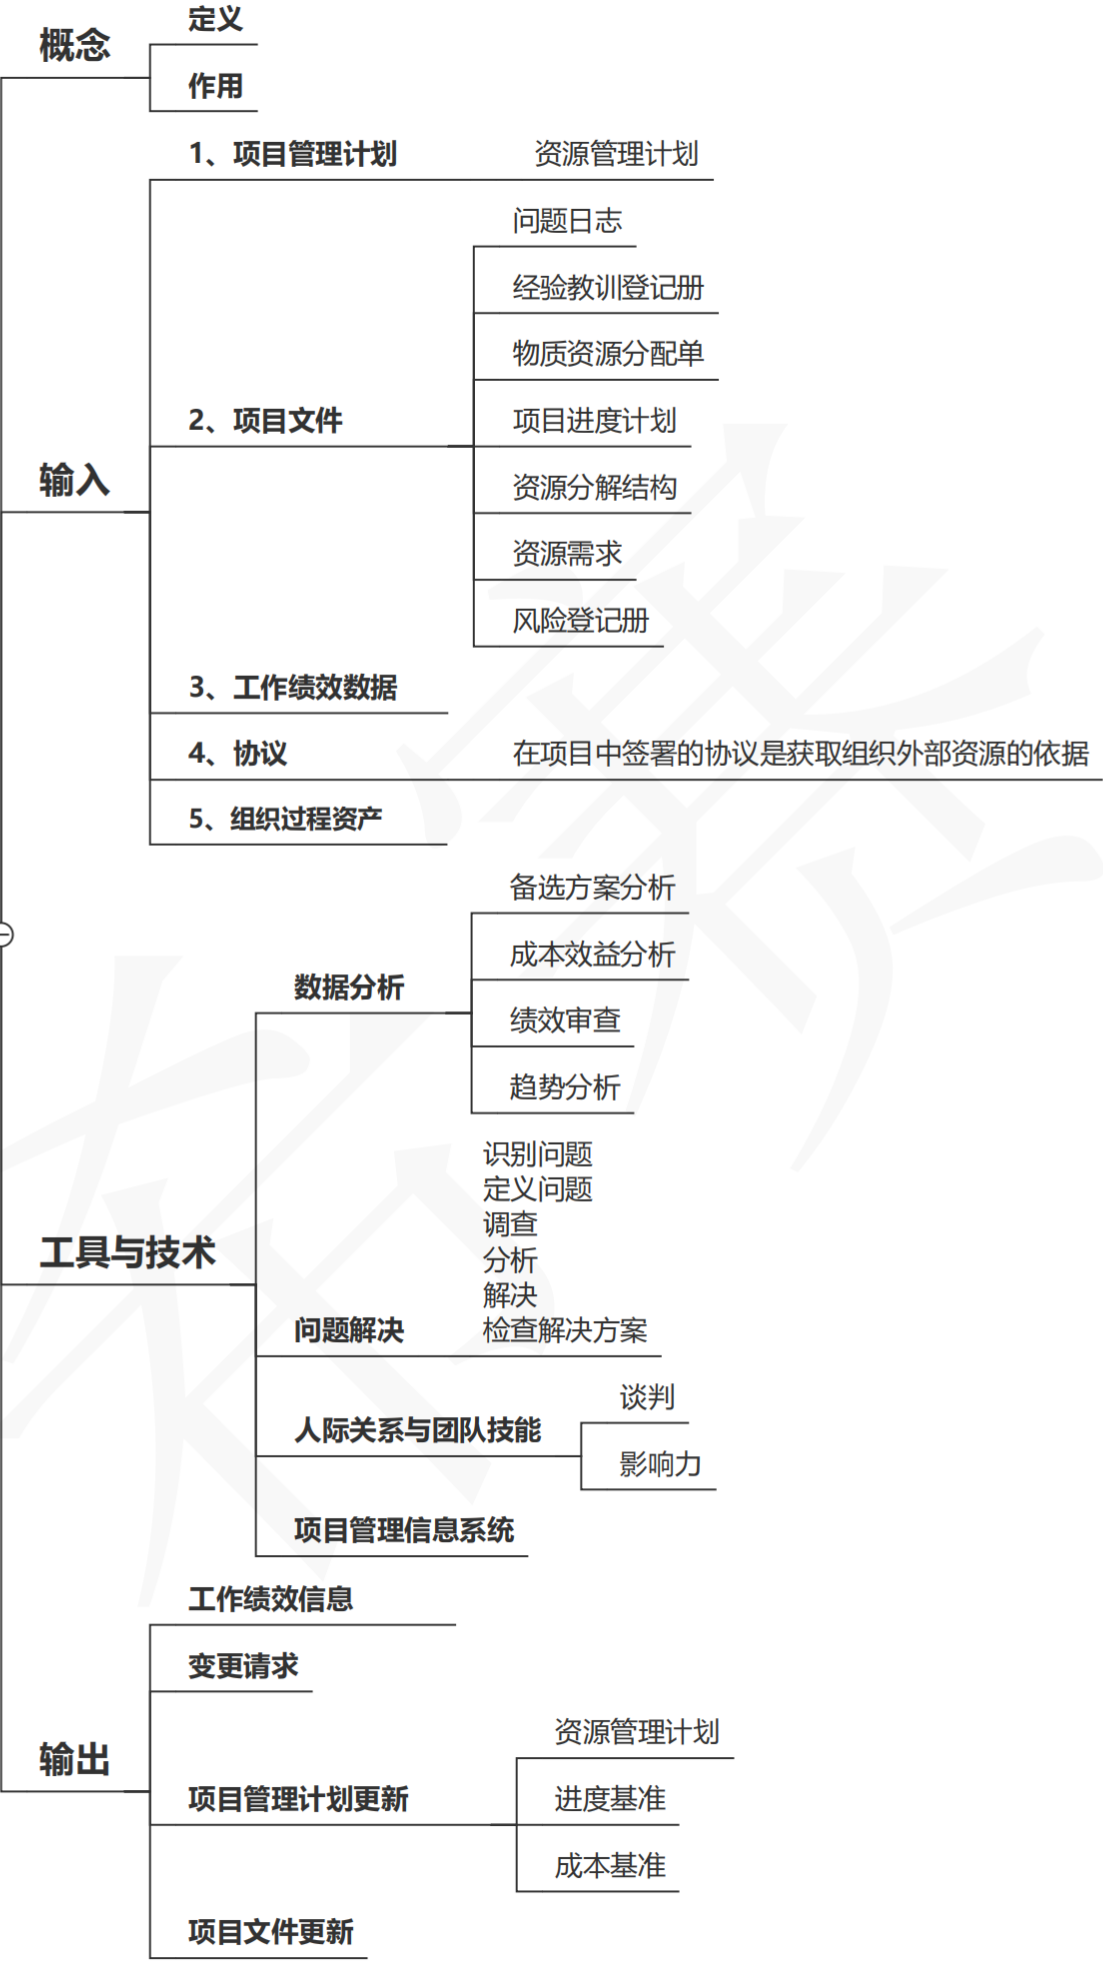 概念
定义
作用
输入
1、项目管理计划
资源管理计划
2、项目文件
问题日志
经验教训登记册
物质资源分配单
项目进度计划
资源分解结构
资源需求
风险登记册
3、工作绩效数据
4、协议
在项目中签署的协议是获取组织外部资源的依据
5、组织过程资产
工具与技术
数据分析
备选方案分析
成本效益分析
绩效审查
趋势分析
问题解决
识别问题
定义问题
调查
分析
解决
检查解决方案
人际关系与团队技能
谈判
影响力
项目管理信息系统
输出
工作绩效信息
变更请求
项目管理计划更新
资源管理计划
进度基准
成本基准
项目文件更新